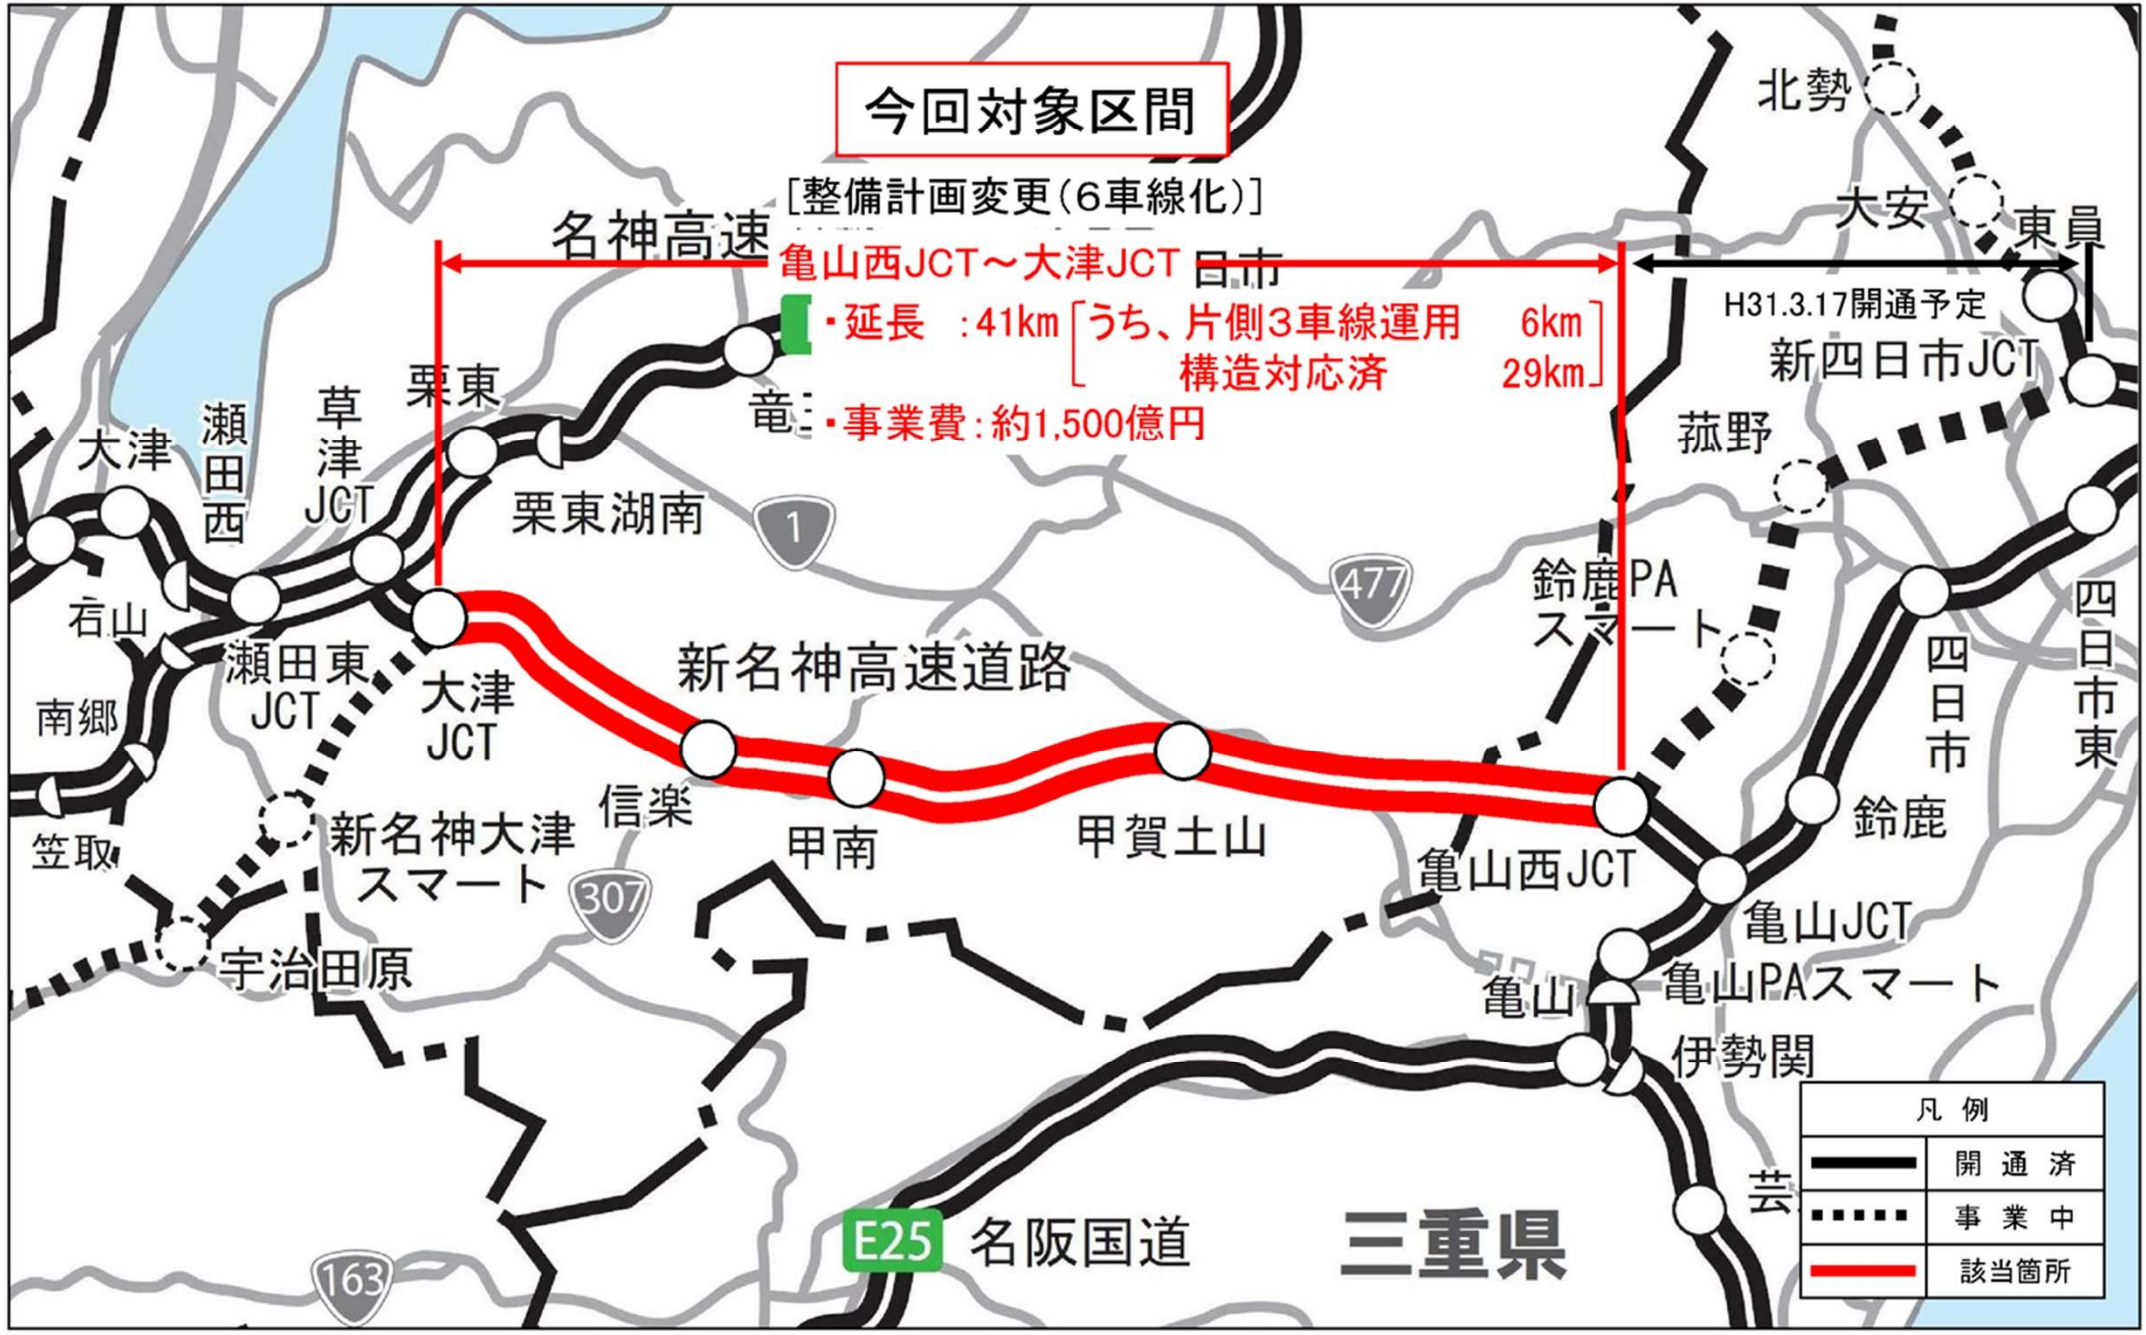 今回対象区間
[整備計画変更(6車線化)]
亀山西JCT～大津JCT
・延長 :41km[うち、片側3車線運用 6km
構造対応済 29km]
・事業費:約1,500億円
H31.3.17開通予定
名神高速
日市
北勢
大安
東員
新四日市JCT
菰野
栗東
草津JCT
瀬田西
大津
竜王
栗東湖南
1
477
鈴鹿PA
スマート
石山
瀬田東
JCT
大津
JCT
新名神高速道路
南郷
四日市
四日市東
信楽
甲南
甲賀土山
亀山西JCT
鈴鹿
笠取
新名神大津
スマート
307
亀山JCT
宇治田原
亀山PAスマート
亀山
伊勢関
芸
E25
名阪国道
三重県
163
凡例
開通済
事業中
該当箇所